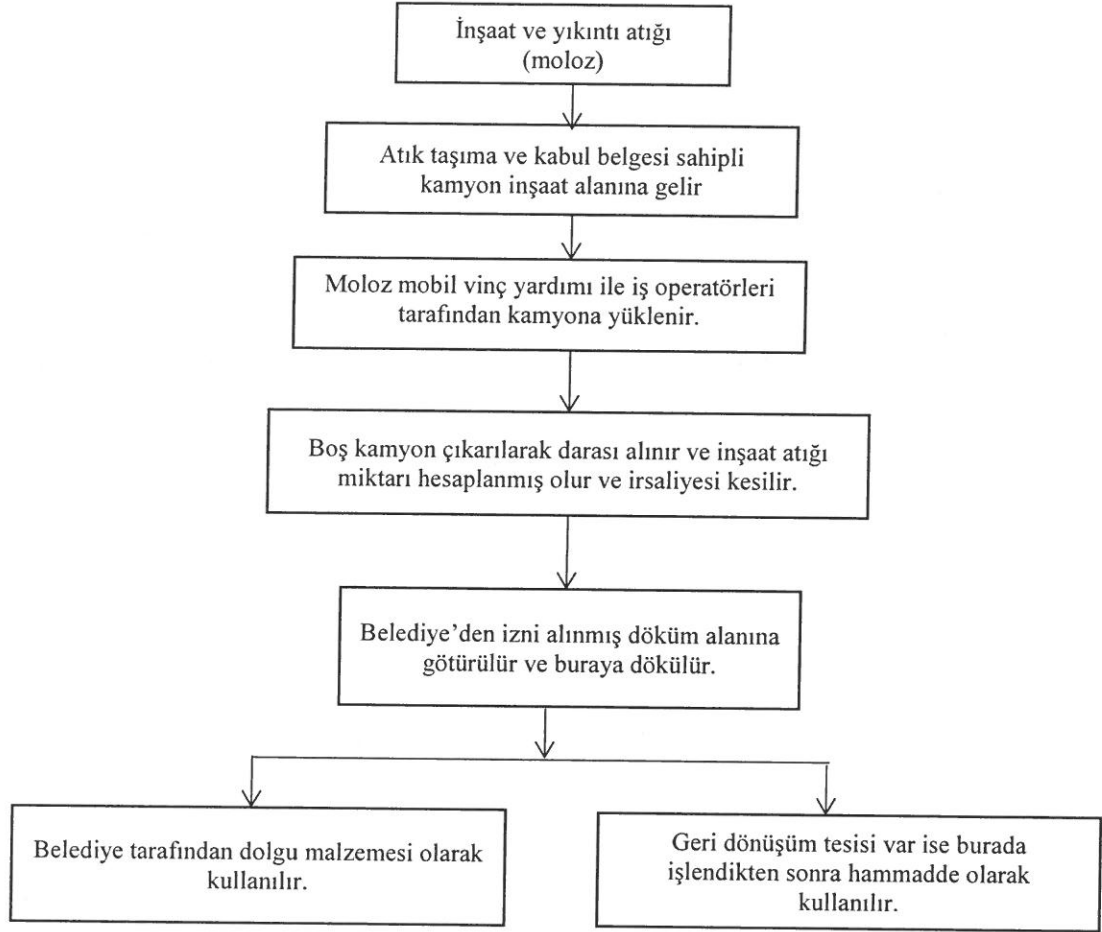 İnşaat ve yıkıntı atığı
(moloz)
Atık taşıma ve kabul belgesi sahipli
kamyon inşaat alanına gelir
Moloz mobil vinç yardımı ile iş operatörleri
tarafından kamyona yüklenir.
Boş kamyon çıkarılarak darası alınır ve inşaat atığı
miktarı hesaplanmış olur ve irsaliyesi kesilir.
Belediye’den izni alınmış döküm alanına
götürülür ve buraya dökülür.
Belediye tarafından dolgu malzemesi olarak
kullanılır.
Geri dönüşüm tesisi var ise burada
işlendikten sonra hammadde olarak
kullanılır.